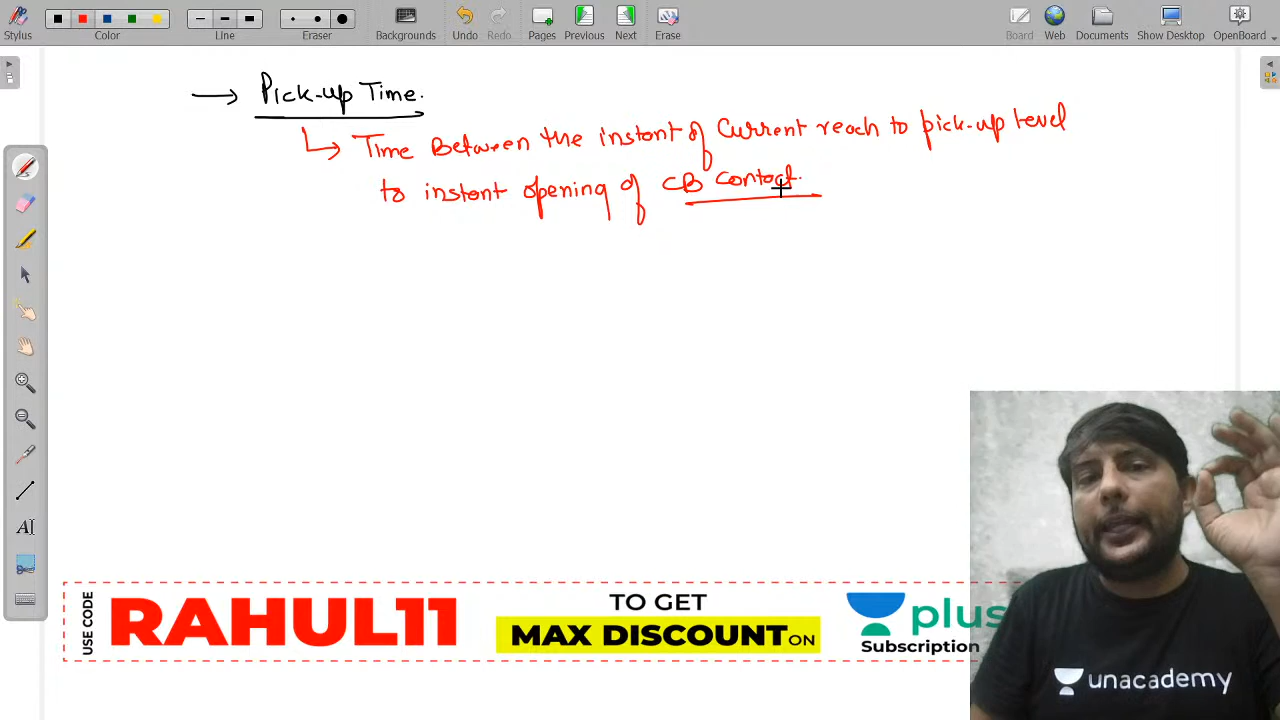 Stylus
Color
Line
Eraser
Backgrounds
Undo
Redo
Pages
Previous
Next
Erase
Board
Web
Documents
Show Desktop
OpenBoard
→ Pick-up Time.
↳ Time Between the instant of Current reach to pick-up level
to instant opening of CB contact.
USE CODE
RAHUL11
TO GET
MAX DISCOUNT ON
plus
Subscription
unacademy